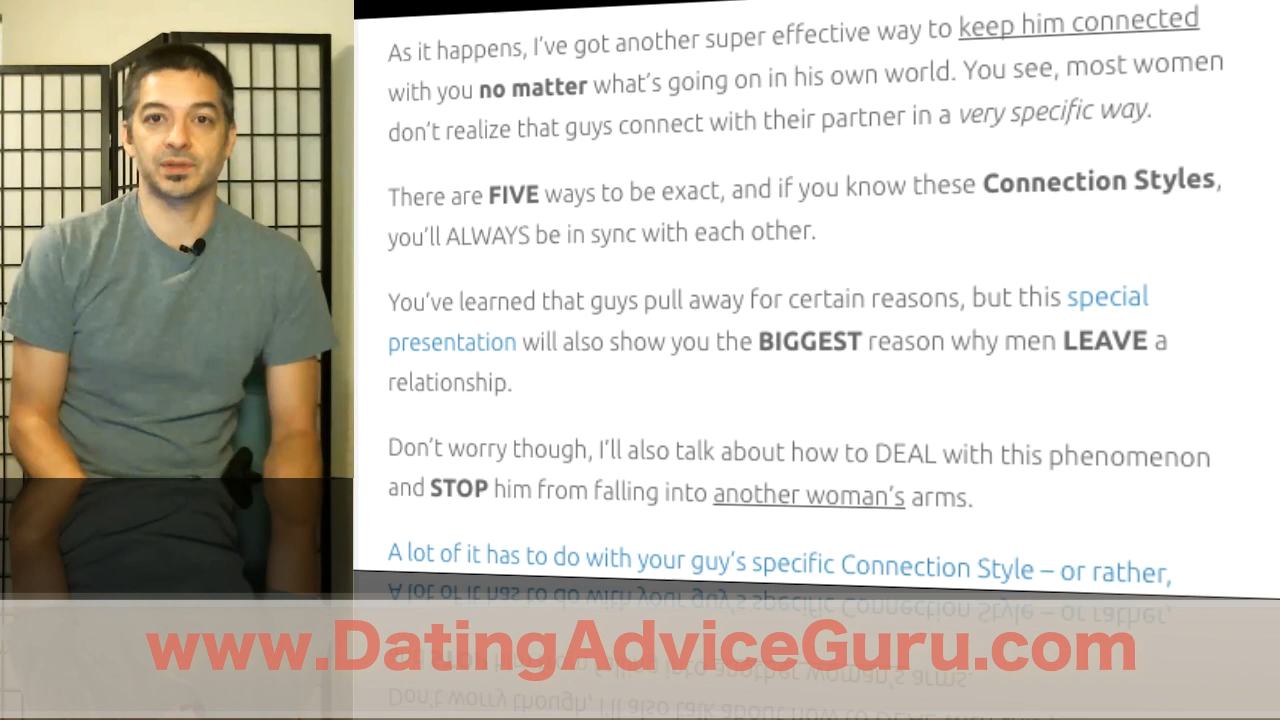 As it happens, I've got another super effective way to keep him connected
with you no matter what's going on in his own world. You see, most women
don't realize that guys connect with their partner in a very specific way.
There are FIVE ways to be exact, and if you know these Connection Styles,
you'll ALWAYS be in sync with each other.
You've learned that guys pull away for certain reasons, but this special
presentation will also show you the BIGGEST reason why men LEAVE a
relationship.
Don't worry though, I'll also talk about how to DEAL with this phenomenon
and STOP him from falling into another woman's arms.
A lot of it has to do with your guy's specific Connection Style – or rather,
www.DatingAdviceGuru.com